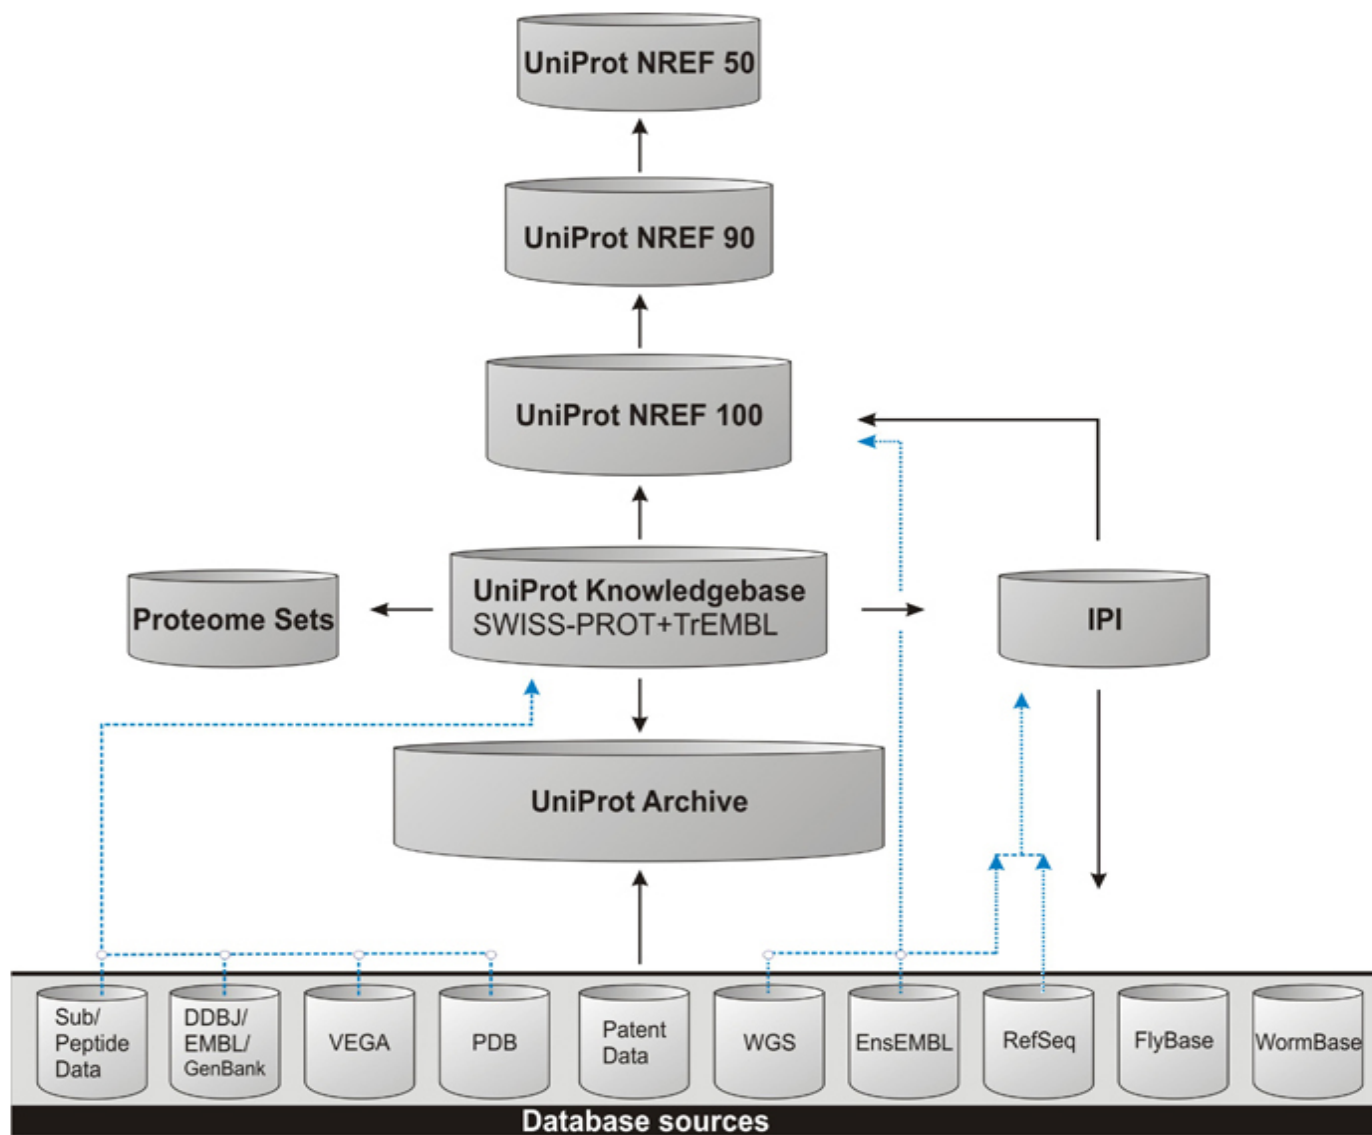 UniProt NREF 50
UniProt NREF 90
UniProt NREF 100
Proteome Sets
UniProt Knowledgebase
SWISS-PROT+TrEMBL
IPI
UniProt Archive
Sub/
Peptide
Data
DDBJ/
EMBL/
GenBank
VEGA
PDB
Patent
Data
WGS
EnsEMBL
RefSeq
FlyBase
WormBase
Database sources